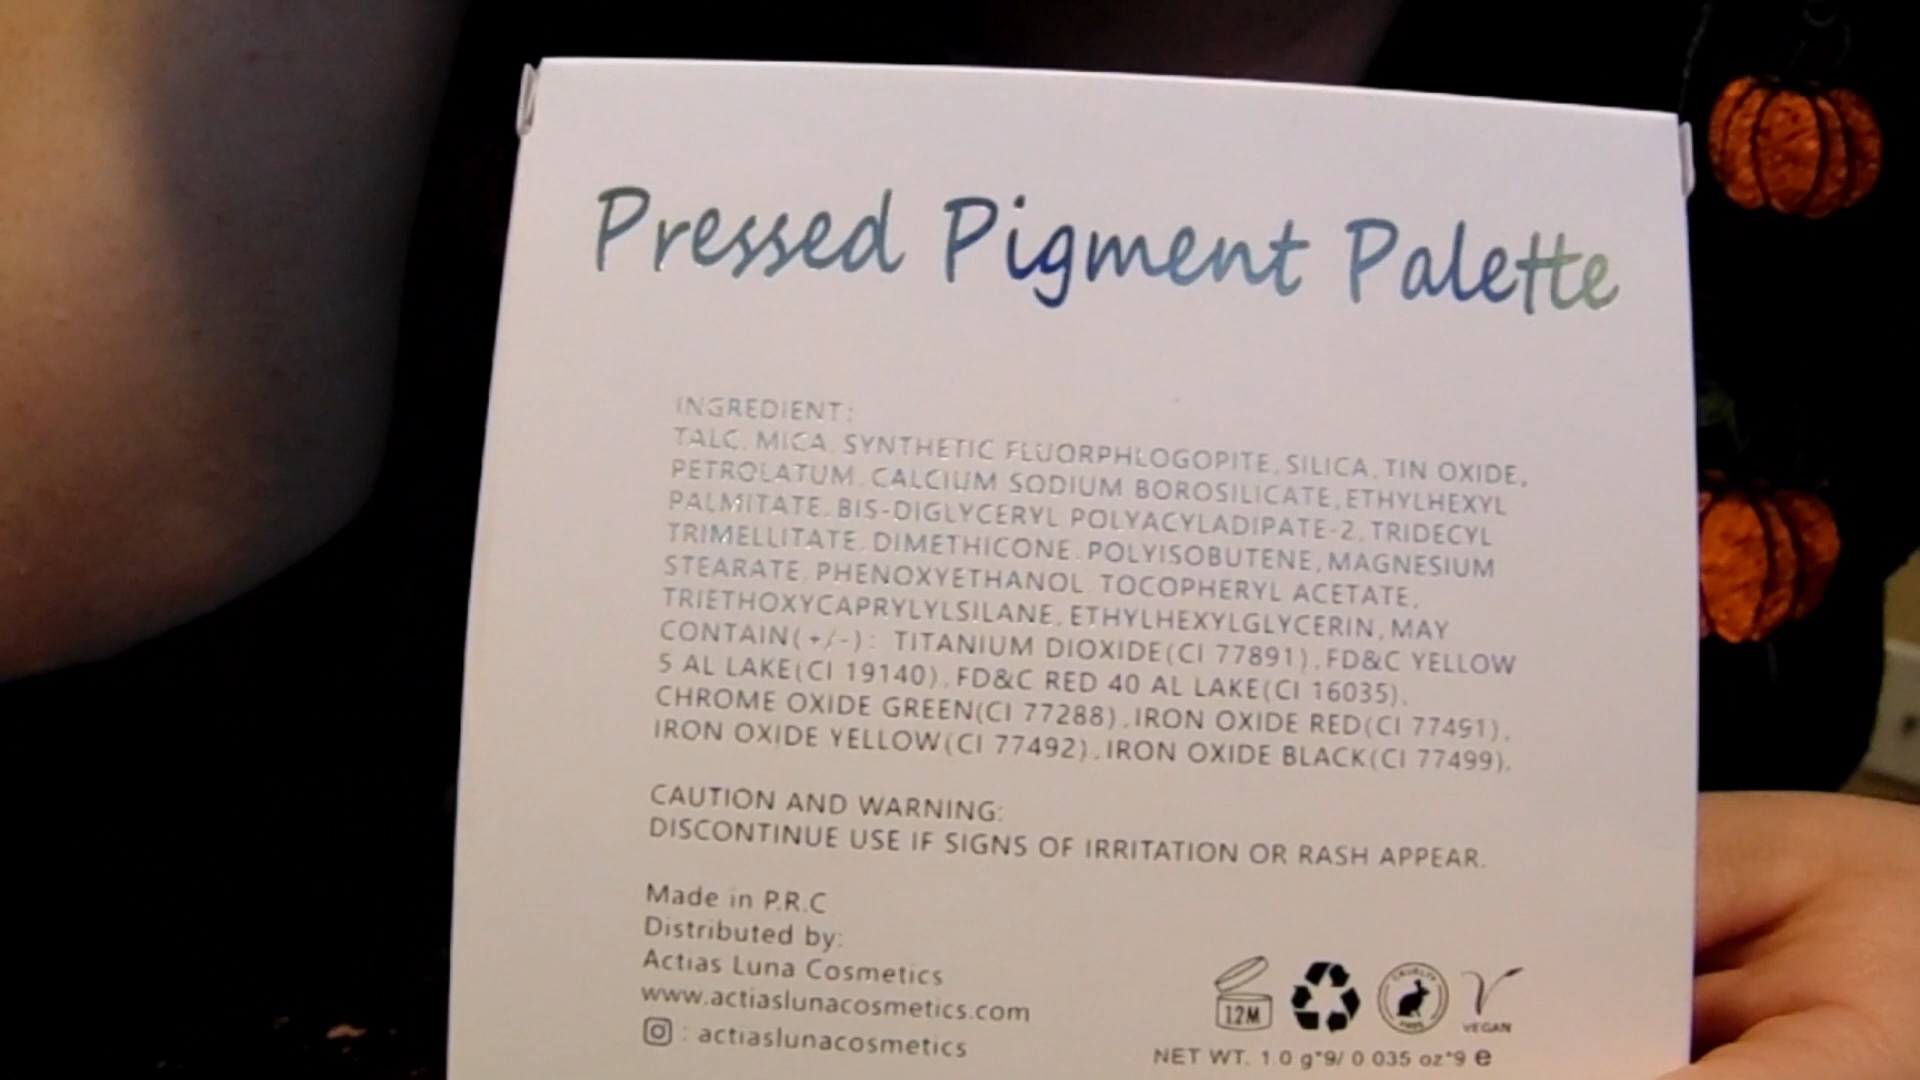 Pressed Pigment Palette
INGREDIENT:
TALC, MICA, SYNTHETIC FLUORPHLOGOPITE, SILICA, TIN OXIDE,
PETROLATUM, CALCIUM SODIUM BOROSILICATE, ETHYLHEXYL
PALMITATE, BIS-DIGLYCERYL POLYACYLADIPATE-2, TRIDECYL
TRIMELLITATE, DIMETHICONE, POLYISOBUTENE, MAGNESIUM
STEARATE, PHENOXYETHANOL, TOCOPHERYL ACETATE,
TRIETHOXYCAPRYLYLSILANE, ETHYLHEXYLGLYCERIN, MAY
CONTAIN(+/-): TITANIUM DIOXIDE(CI 77891), FD&C YELLOW
5 AL LAKE(CI 19140), FD&C RED 40 AL LAKE(CI 16035),
CHROME OXIDE GREEN(CI 77288), IRON OXIDE RED(CI 77491),
IRON OXIDE YELLOW(CI 77492), IRON OXIDE BLACK(CI 77499).
CAUTION AND WARNING:
DISCONTINUE USE IF SIGNS OF IRRITATION OR RASH APPEAR.
Made in P.R.C
Distributed by:
Actias Luna Cosmetics
www.actiaslunacosmetics.com
: actiaslunacosmetics
12M
CRUELTY FREE
VEGAN
NET WT. 1.0 g*9/ 0.035 oz*9 e